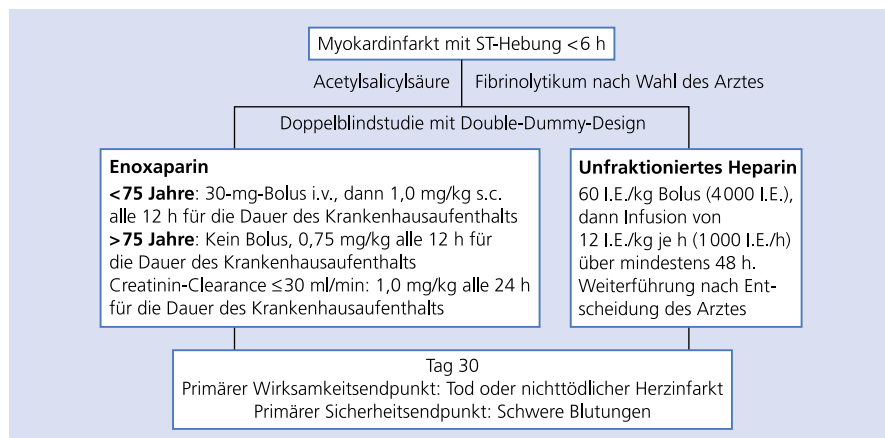 Myokardinfarkt mit ST-Hebung <6 h
Acetylsalicylsäure
Fibrinolytikum nach Wahl des Arztes
Doppelblindstudie mit Double-Dummy-Design
Enoxaparin
<75 Jahre: 30-mg-Bolus i.v., dann 1,0 mg/kg s.c.
alle 12 h für die Dauer des Krankenhausaufenthalts
>75 Jahre: Kein Bolus, 0,75 mg/kg alle 12 h für
die Dauer des Krankenhausaufenthalts
Creatinin-Clearance ≤30 ml/min: 1,0 mg/kg alle 24 h
für die Dauer des Krankenhausaufenthalts
Unfraktioniertes Heparin
60 I.E./kg Bolus (4000 I.E.),
dann Infusion von
12 I.E./kg je h (1000 I.E./h)
über mindestens 48 h.
Weiterführung nach Ent-
scheidung des Arztes
Tag 30
Primärer Wirksamkeitsendpunkt: Tod oder nichttödlicher Herzinfarkt
Primärer Sicherheitsendpunkt: Schwere Blutungen